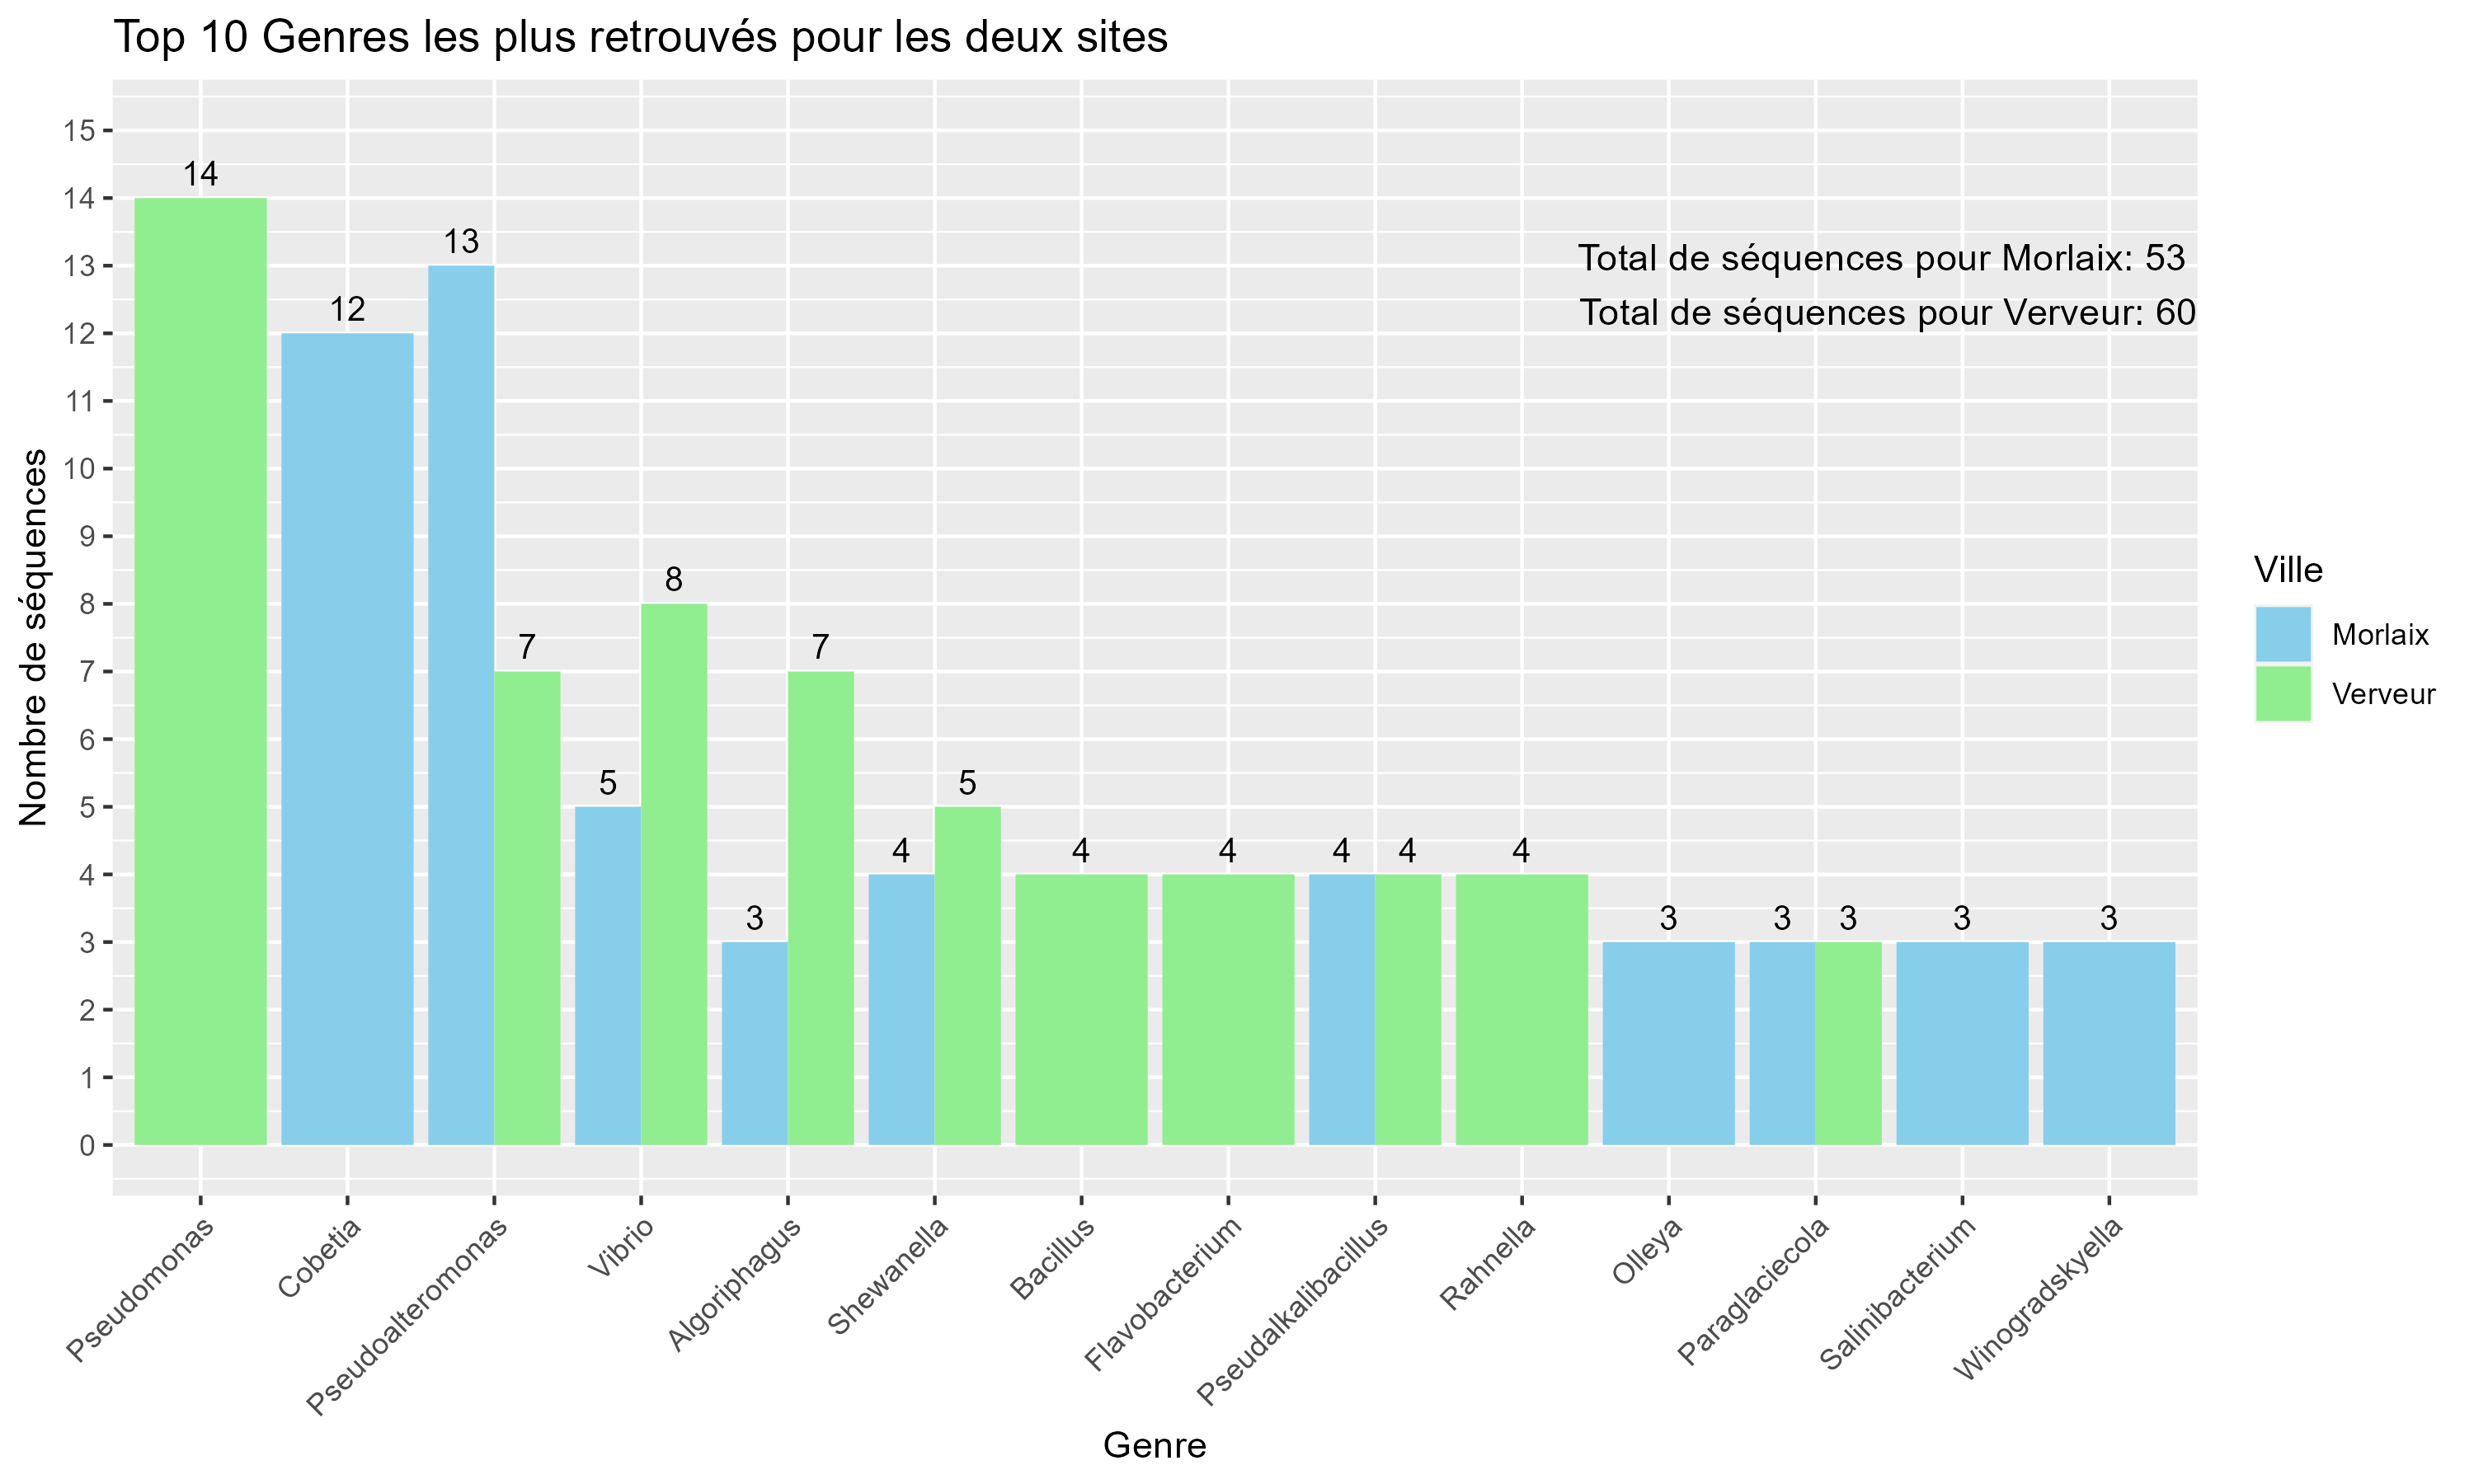 Top 10 Genres les plus retrouvés pour les deux sites
Nombre de séquences
15
14
13
12
11
10
9
8
7
6
5
4
3
2
1
0
14
12
13
7
5
8
3
7
4
5
4
4
4
4
4
3
3
3
3
3
Total de séquences pour Morlaix: 53
Total de séquences pour Verveur: 60
Ville
Morlaix
Verveur
Pseudomonas
Cobetia
Pseudoalteromonas
Vibrio
Algoriphagus
Shewanella
Bacillus
Flavobacterium
Pseudalkalibacillus
Rahnella
Olleya
Paraglaciecola
Salinibacterium
Winogradskyella
Genre